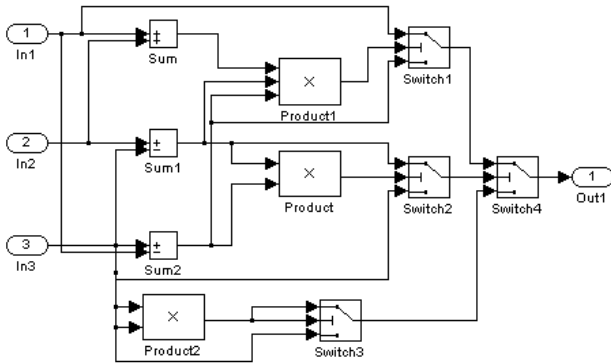 1
In1
2
In2
3
In3
Sum
Sum1
Sum2
×
Product1
×
Product
×
Product2
Switch1
Switch2
Switch3
Switch4
1
Out1